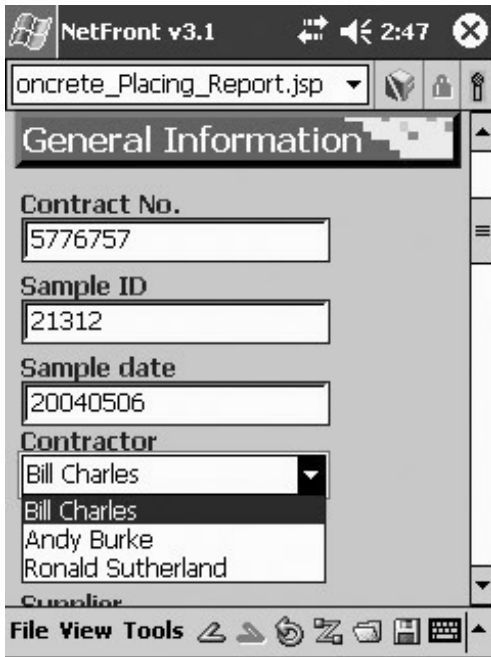 NetFront v3.1 2:47
oncrete_Placing_Report.jsp
General Information
Contract No.
5776757
Sample ID
21312
Sample date
20040506
Contractor
Bill Charles
Bill Charles
Andy Burke
Ronald Sutherland
Supplier
File View Tools